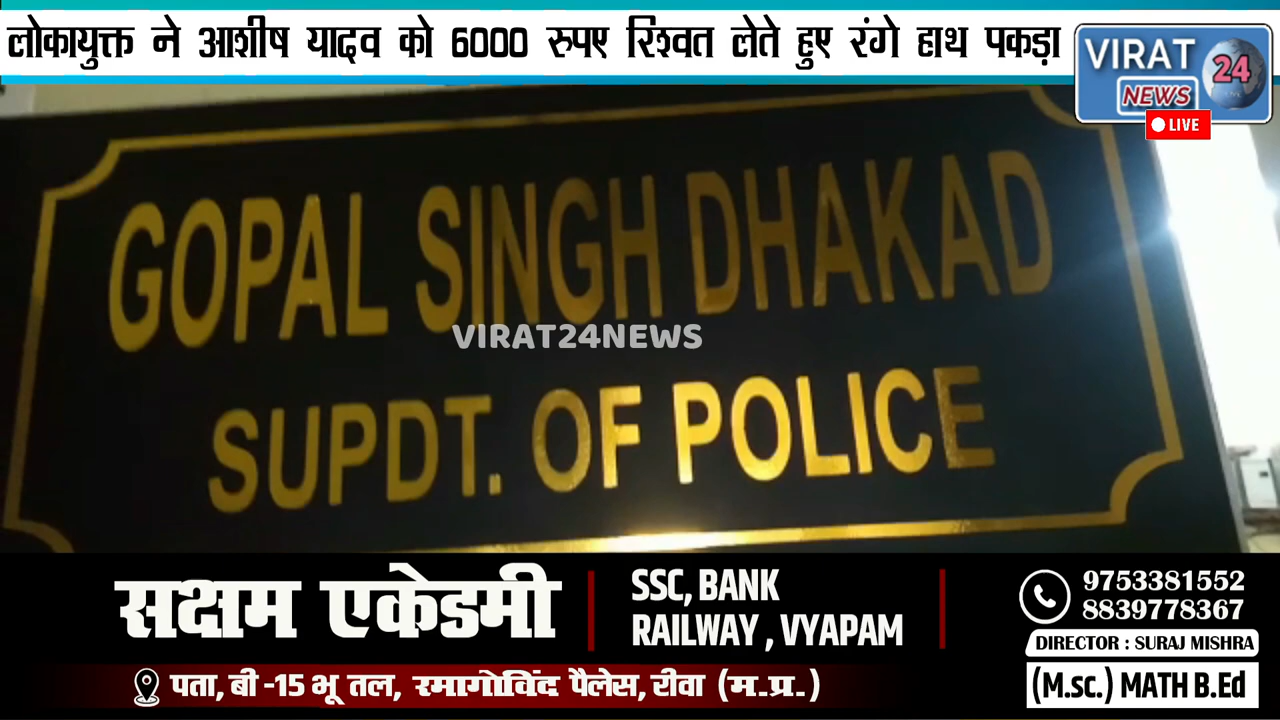 लोकायुक्त ने आशीष यादव को 6000 रुपए रिश्वत लेते हुए रंगे हाथ पकड़ा
VIRAT
24
NEWS
LIVE
GOPAL SINGH DHAKAD
VIRAT24NEWS
SUPDT. OF POLICE
सक्षम एकेडमी
SSC, BANK
RAILWAY , VYAPAM
9753381552
8839778367
DIRECTOR : SURAJ MISHRA
(M.sc.) MATH B.Ed
पता, बी -15 भू तल, रमागोविंद पैलेस, रीवा (म.प्र.)